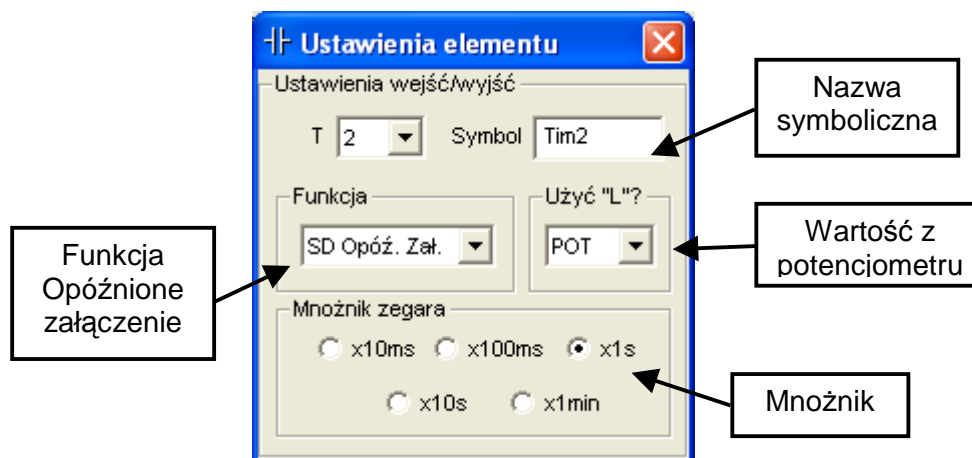 Ustawienia elementu
Ustawienia wejść/wyjść
T 2 Symbol Tim2
Nazwa
symboliczna
Funkcja
SD Opóź. Zał.
Użyć "L"?
POT
Funkcja
Opóźnione
załączenie
Wartość z
potencjometru
Mnożnik zegara
x10ms x100ms x1s
x10s x1min
Mnożnik